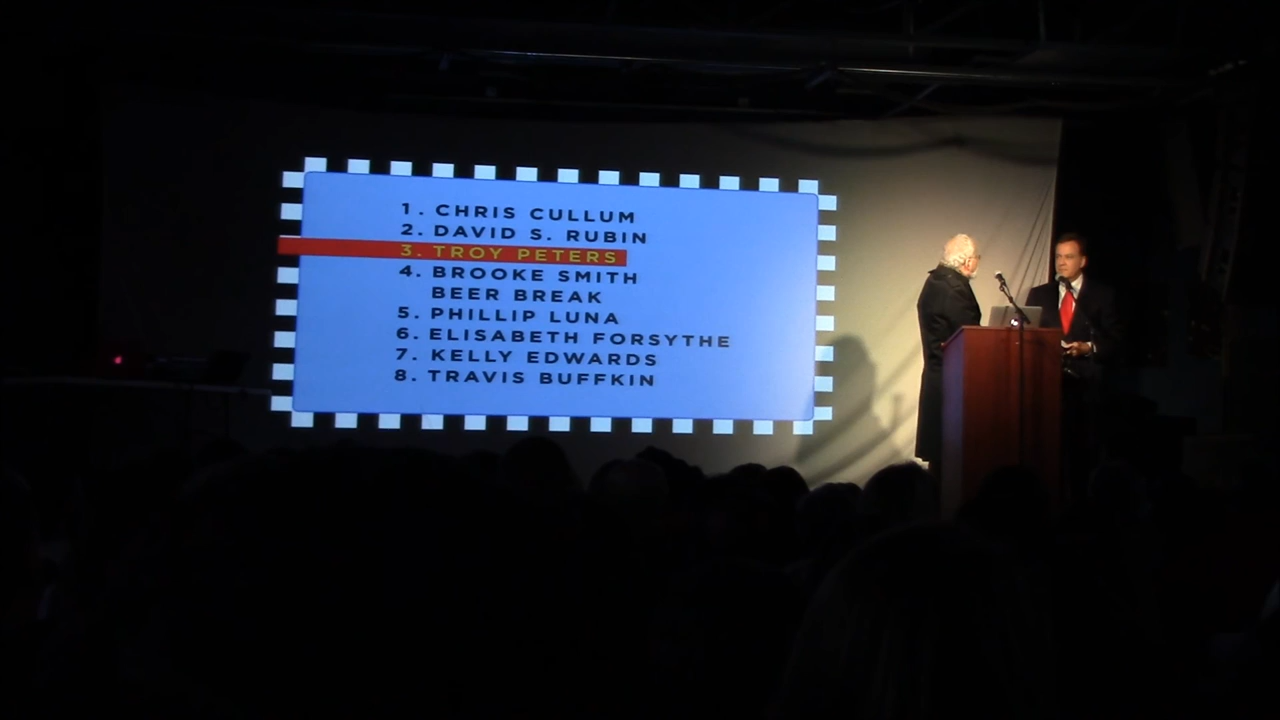 1. CHRIS CULLUM
2. DAVID S. RUBIN
3. TROY PETERS
4. BROOKE SMITH
BEER BREAK
5. PHILLIP LUNA
6. ELISABETH FORSYTHE
7. KELLY EDWARDS
8. TRAVIS BUFFKIN